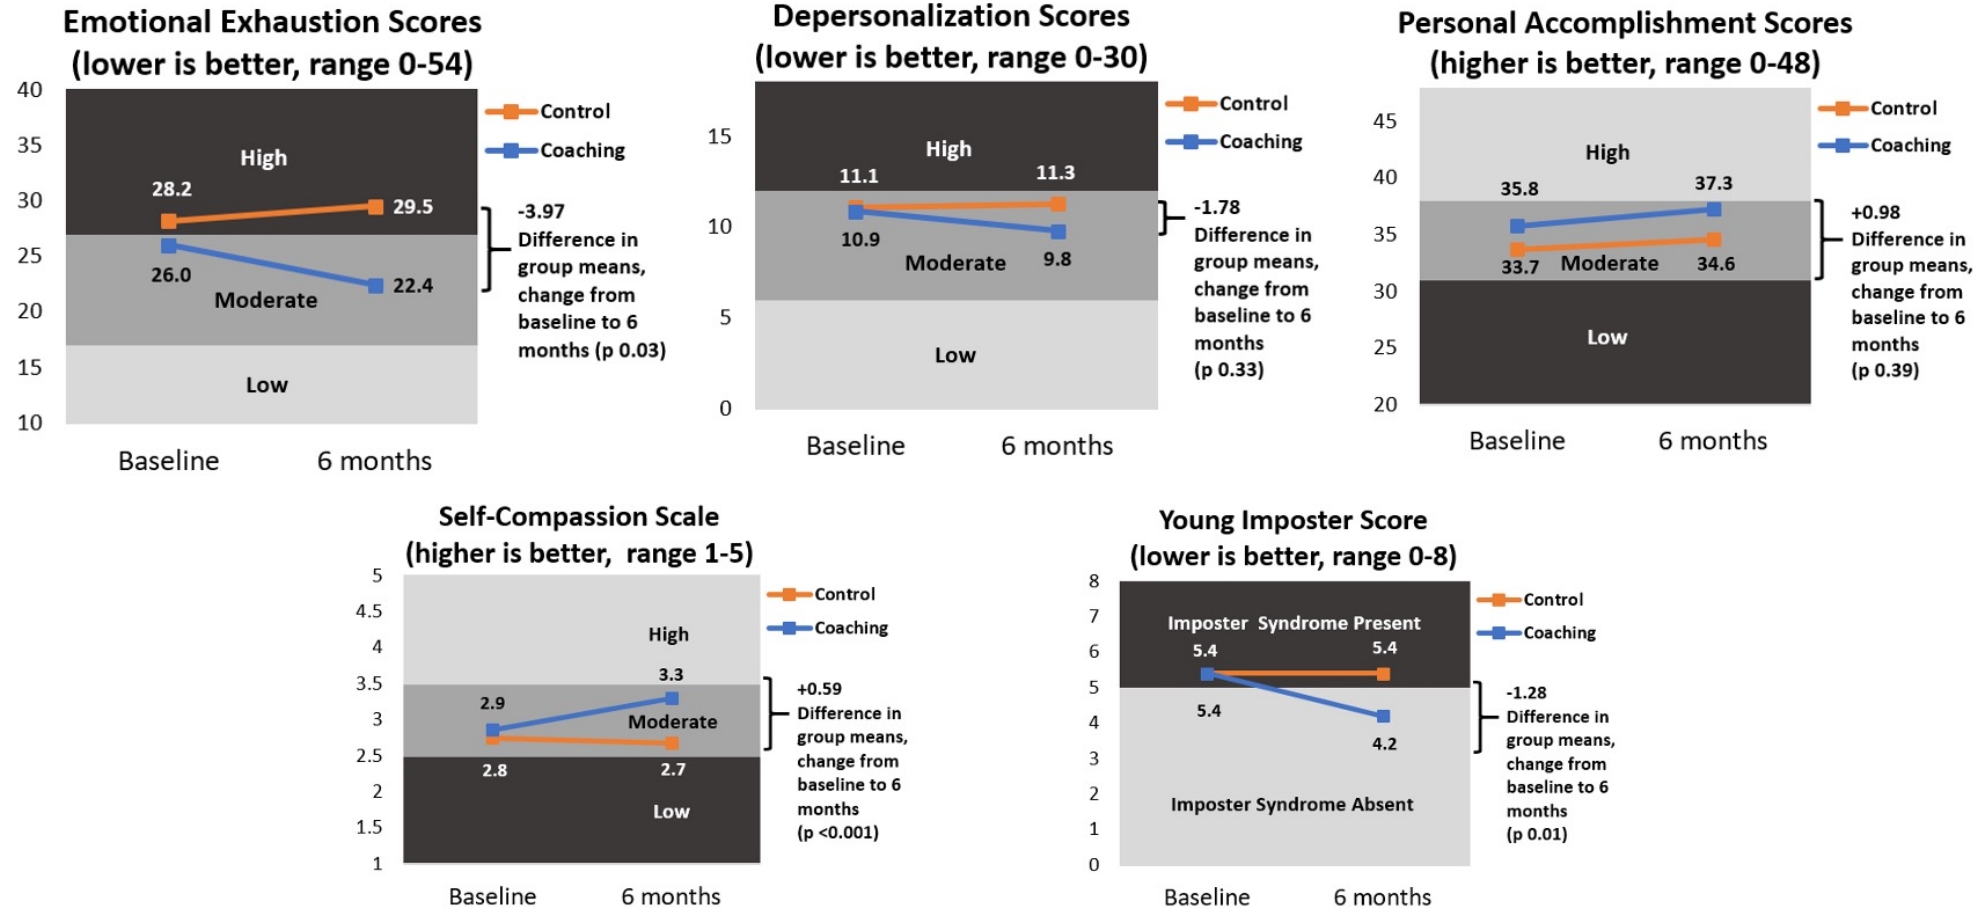 Emotional Exhaustion Scores
(lower is better, range 0-54)
40
35
30
25
20
15
10
High
28.2
29.5
26.0
22.4
Moderate
Low
Baseline
6 months
Control
Coaching
-3.97
Difference in
group means,
change from
baseline to 6
months (p 0.03)
Depersonalization Scores
(lower is better, range 0-30)
15
10
5
0
High
11.1
11.3
10.9
9.8
Moderate
Low
Baseline
6 months
Control
Coaching
-1.78
Difference in
group means,
change from
baseline to 6
months
(p 0.33)
Personal Accomplishment Scores
(higher is better, range 0-48)
45
40
35
30
25
20
High
35.8
37.3
33.7
Moderate
34.6
Low
Baseline
6 months
Control
Coaching
+0.98
Difference in
group means,
change from
baseline to 6
months
(p 0.39)
Self-Compassion Scale
(higher is better, range 1-5)
5
4.5
4
3.5
3
2.5
2
1.5
1
High
3.3
2.9
Moderate
2.8
2.7
Low
Baseline
6 months
Control
Coaching
+0.59
Difference in
group means,
change from
baseline to 6
months
(p <0.001)
Young Imposter Score
(lower is better, range 0-8)
8
7
6
5
4
3
2
1
0
Imposter Syndrome Present
5.4
5.4
5.4
4.2
Imposter Syndrome Absent
Baseline
6 months
Control
Coaching
-1.28
Difference in
group means,
change from
baseline to 6
months
(p 0.01)